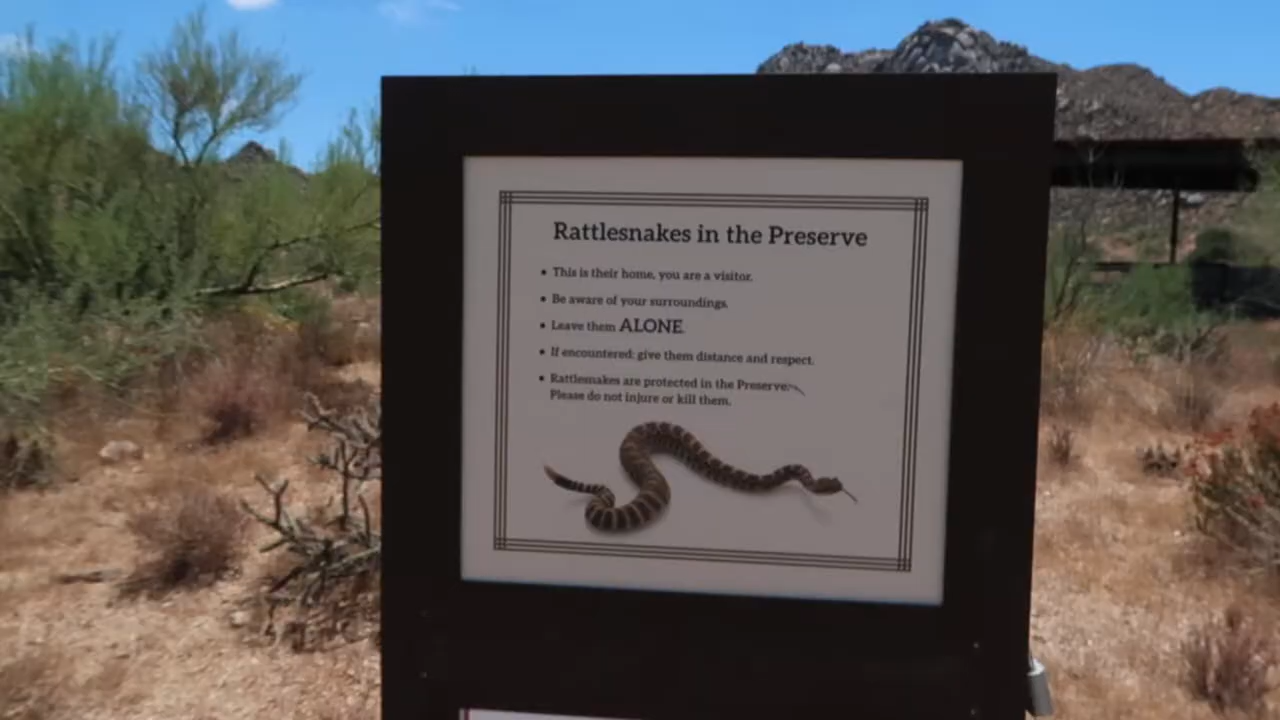 Rattlesnakes in the Preserve
• This is their home, you are a visitor.
• Be aware of your surroundings.
• Leave them ALONE.
• If encountered: give them distance and respect.
• Rattlesnakes are protected in the Preserve.
Please do not injure or kill them.